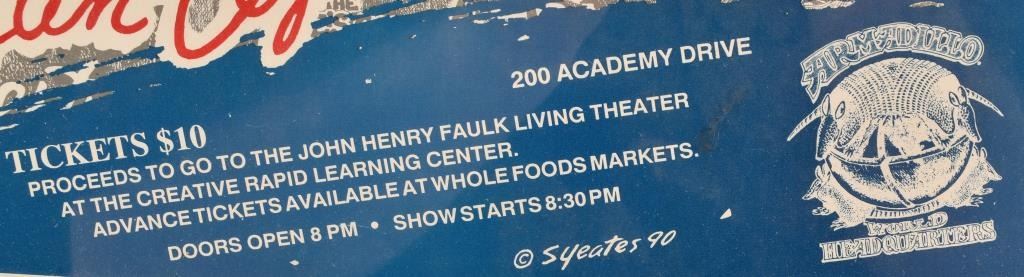 200 ACADEMY DRIVE
TICKETS $10
PROCEEDS TO GO TO THE JOHN HENRY FAULK LIVING THEATER
AT THE CREATIVE RAPID LEARNING CENTER.
ADVANCE TICKETS AVAILABLE AT WHOLE FOODS MARKETS.
DOORS OPEN 8 PM • SHOW STARTS 8:30 PM
© Syeates 90
ARMADILLO
WORLD
HEADQUARTERS